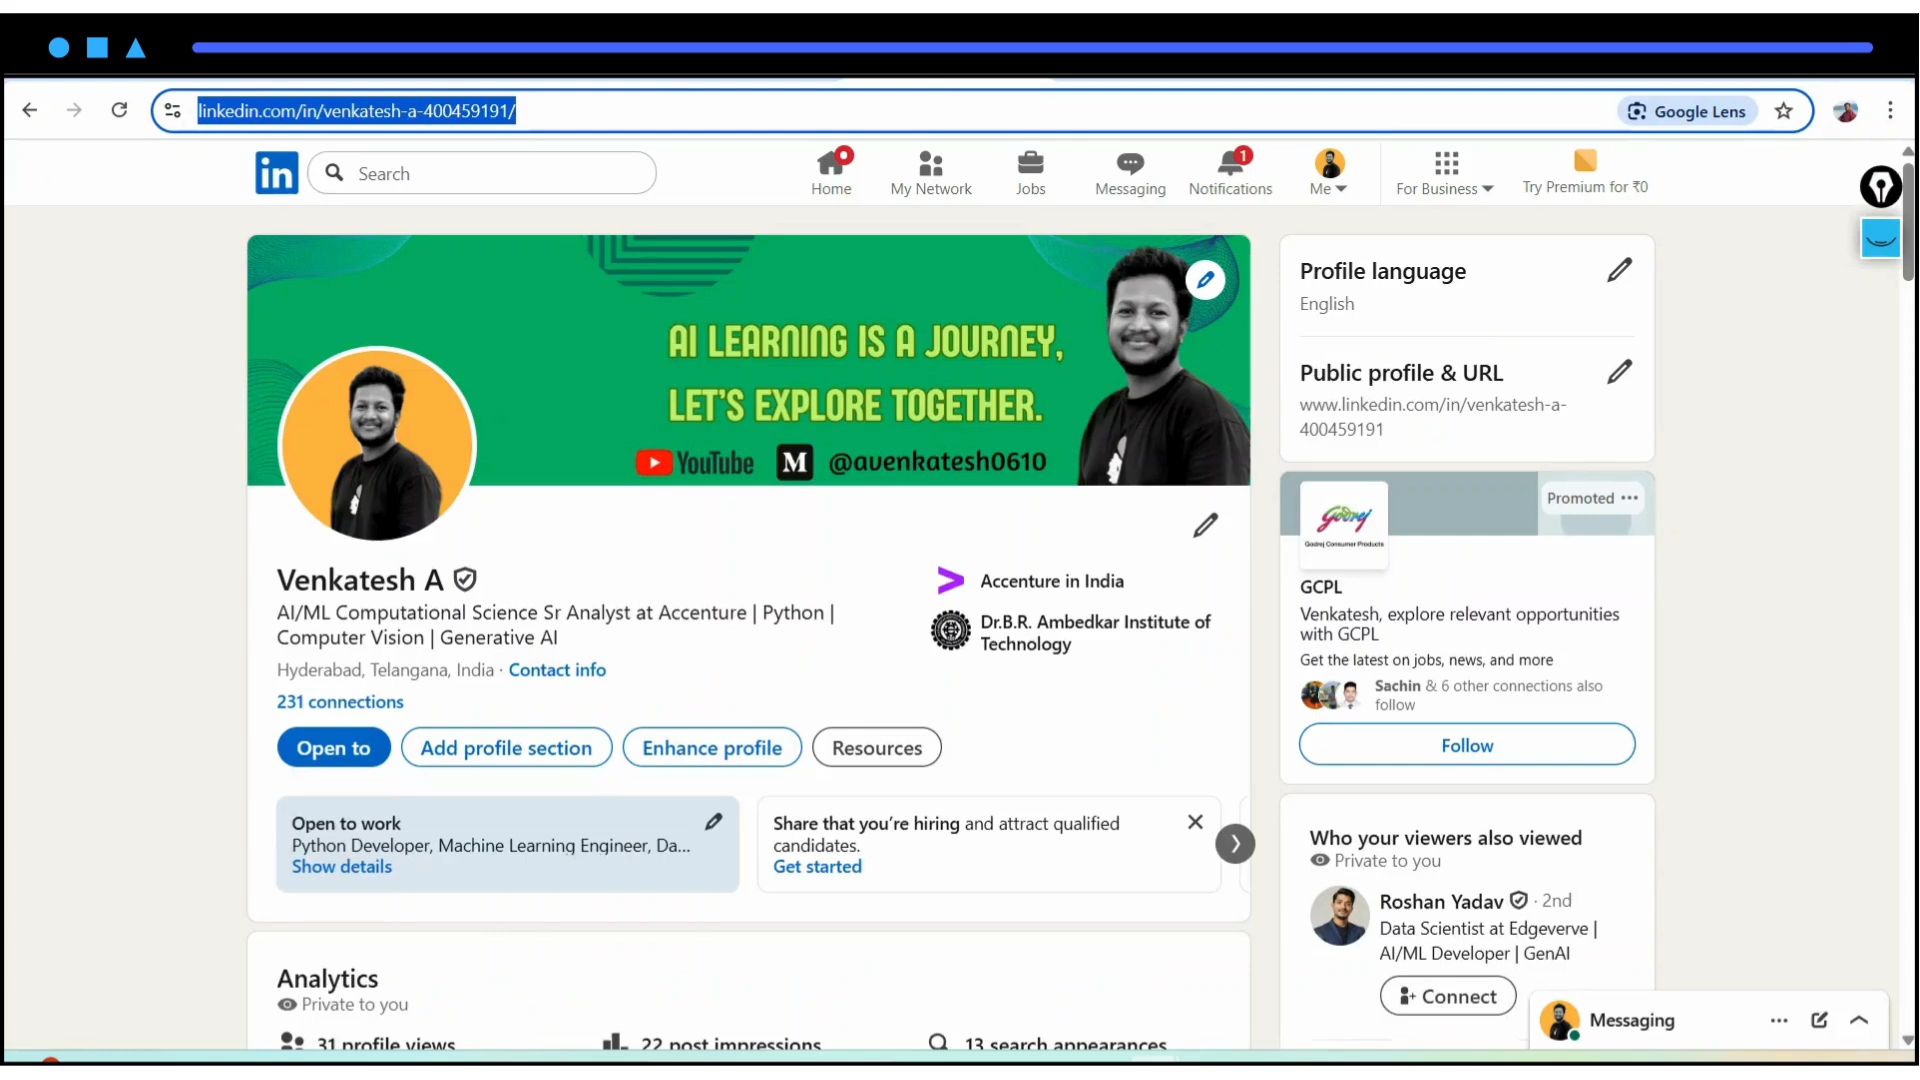 linkedin.com/in/venkatesh-a-400459191/
Google Lens
in
Search
Home
My Network
Jobs
Messaging
1
Notifications
Me
For Business
Try Premium for ₹0
AI LEARNING IS A JOURNEY,
LET'S EXPLORE TOGETHER.
YouTube M @avenkatesh0610
Venkatesh A
AI/ML Computational Science Sr Analyst at Accenture | Python |
Computer Vision | Generative AI
Hyderabad, Telangana, India · Contact info
231 connections
Accenture in India
Dr.B.R. Ambedkar Institute of
Technology
Open to
Add profile section
Enhance profile
Resources
Open to work
Python Developer, Machine Learning Engineer, Da...
Show details
Share that you're hiring and attract qualified
candidates.
Get started
Analytics
Private to you
31 profile views
22 post impressions
13 search appearances
Profile language
English
Public profile & URL
www.linkedin.com/in/venkatesh-a-
400459191
Promoted
Godrej
Godrej Consumer Products
GCPL
Venkatesh, explore relevant opportunities
with GCPL
Get the latest on jobs, news, and more
Sachin & 6 other connections also
follow
Follow
Who your viewers also viewed
Private to you
Roshan Yadav · 2nd
Data Scientist at Edgeverve |
AI/ML Developer | GenAI
Connect
Messaging